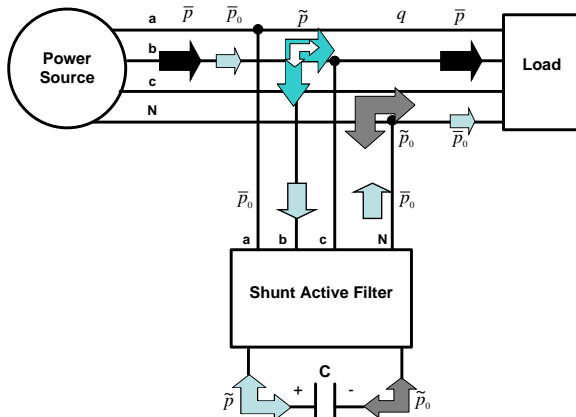 a p̅ p̅₀ p̃ q p̅
b
Power
Source
Load
c
N
p̃₀ p̅₀
p̅₀ p̅₀
a b c N
Shunt Active Filter
C
p̃ + - p̃₀